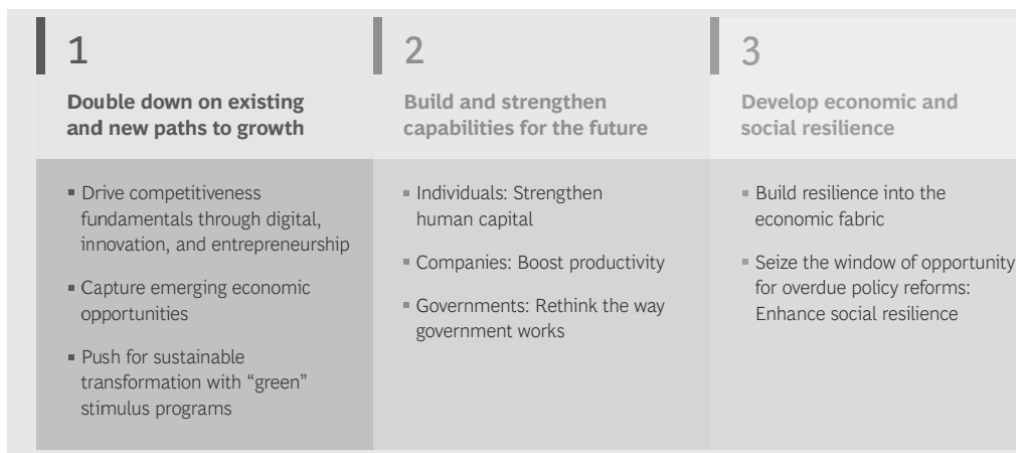 1
Double down on existing
and new paths to growth
▪ Drive competitiveness
fundamentals through digital,
innovation, and entrepreneurship
▪ Capture emerging economic
opportunities
▪ Push for sustainable
transformation with “green”
stimulus programs
2
Build and strengthen
capabilities for the future
▪ Individuals: Strengthen
human capital
▪ Companies: Boost productivity
▪ Governments: Rethink the way
government works
3
Develop economic and
social resilience
▪ Build resilience into the
economic fabric
▪ Seize the window of opportunity
for overdue policy reforms:
Enhance social resilience